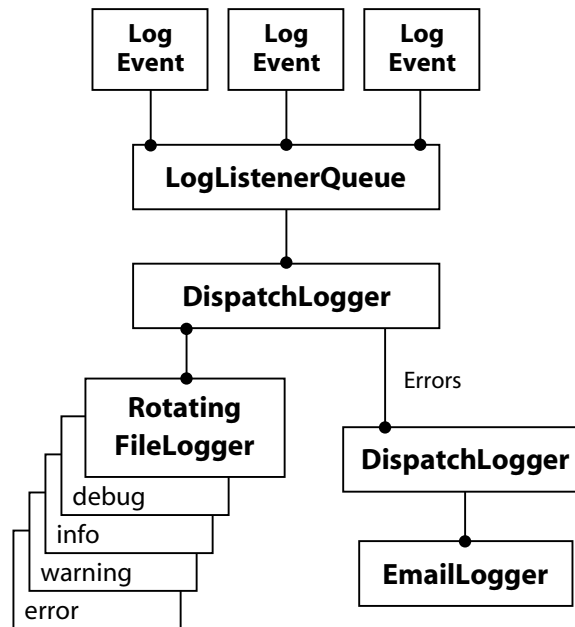 Log
Event
Log
Event
Log
Event
LogListenerQueue
DispatchLogger
Errors
Rotating
FileLogger
DispatchLogger
debug
info
warning
error
EmailLogger